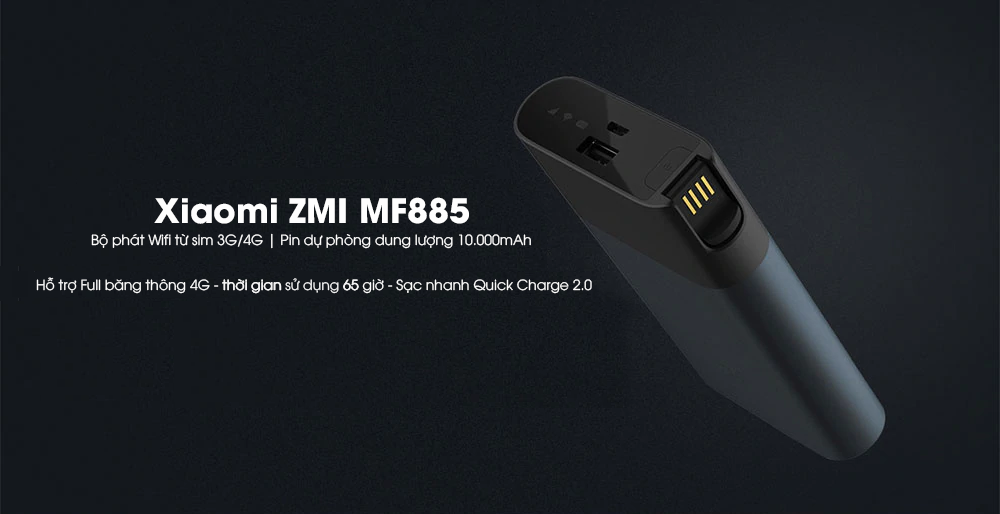 Xiaomi ZMI MF885
Bộ phát Wifi từ sim 3G/4G | Pin dự phòng dung lượng 10.000mAh
Hỗ trợ Full băng thông 4G - thời gian sử dụng 65 giờ - Sạc nhanh Quick Charge 2.0